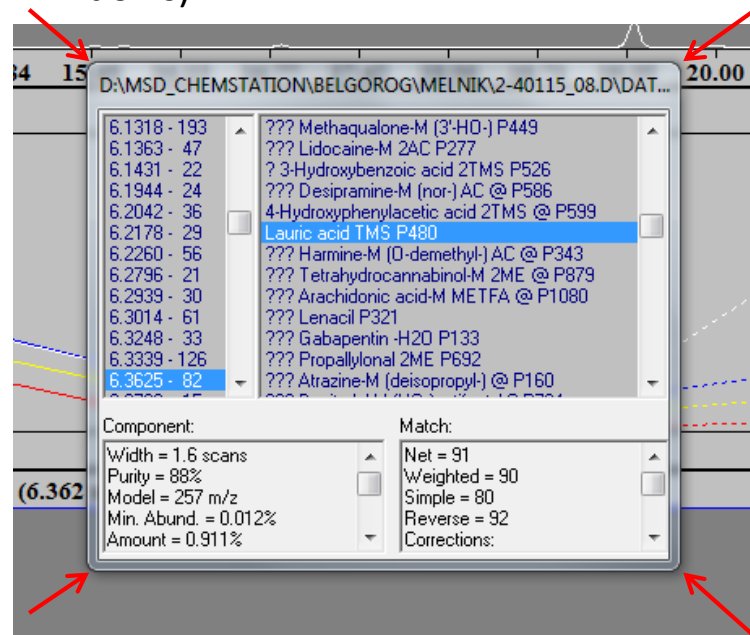 15
20.00
D:\MSD_CHEMSTATION\BELGOROG\MELNIK\2-40115_08.D\DAT...
6.1318 - 193
6.1363 - 47
6.1431 - 22
6.1944 - 24
6.2042 - 36
6.2178 - 29
6.2260 - 56
6.2796 - 21
6.2939 - 30
6.3014 - 61
6.3248 - 33
6.3339 - 126
6.3625 - 82
??? Methaqualone-M (3'-HO-) P449
??? Lidocaine-M 2AC P277
? 3-Hydroxybenzoic acid 2TMS P526
??? Desipramine-M (nor-) AC @ P586
4-Hydroxyphenylacetic acid 2TMS @ P599
Lauric acid TMS P480
??? Harmine-M (O-demethyl-) AC @ P343
??? Tetrahydrocannabinol-M 2ME @ P879
??? Arachidonic acid-M METFA @ P1080
??? Lenacil P321
??? Gabapentin -H2O P133
??? Propallylonal 2ME P692
??? Atrazine-M (deisopropyl-) @ P160
Component:
Width = 1.6 scans
Purity = 88%
Model = 257 m/z
Min. Abund. = 0.012%
Amount = 0.911%
Match:
Net = 91
Weighted = 90
Simple = 80
Reverse = 92
Corrections:
(6.362